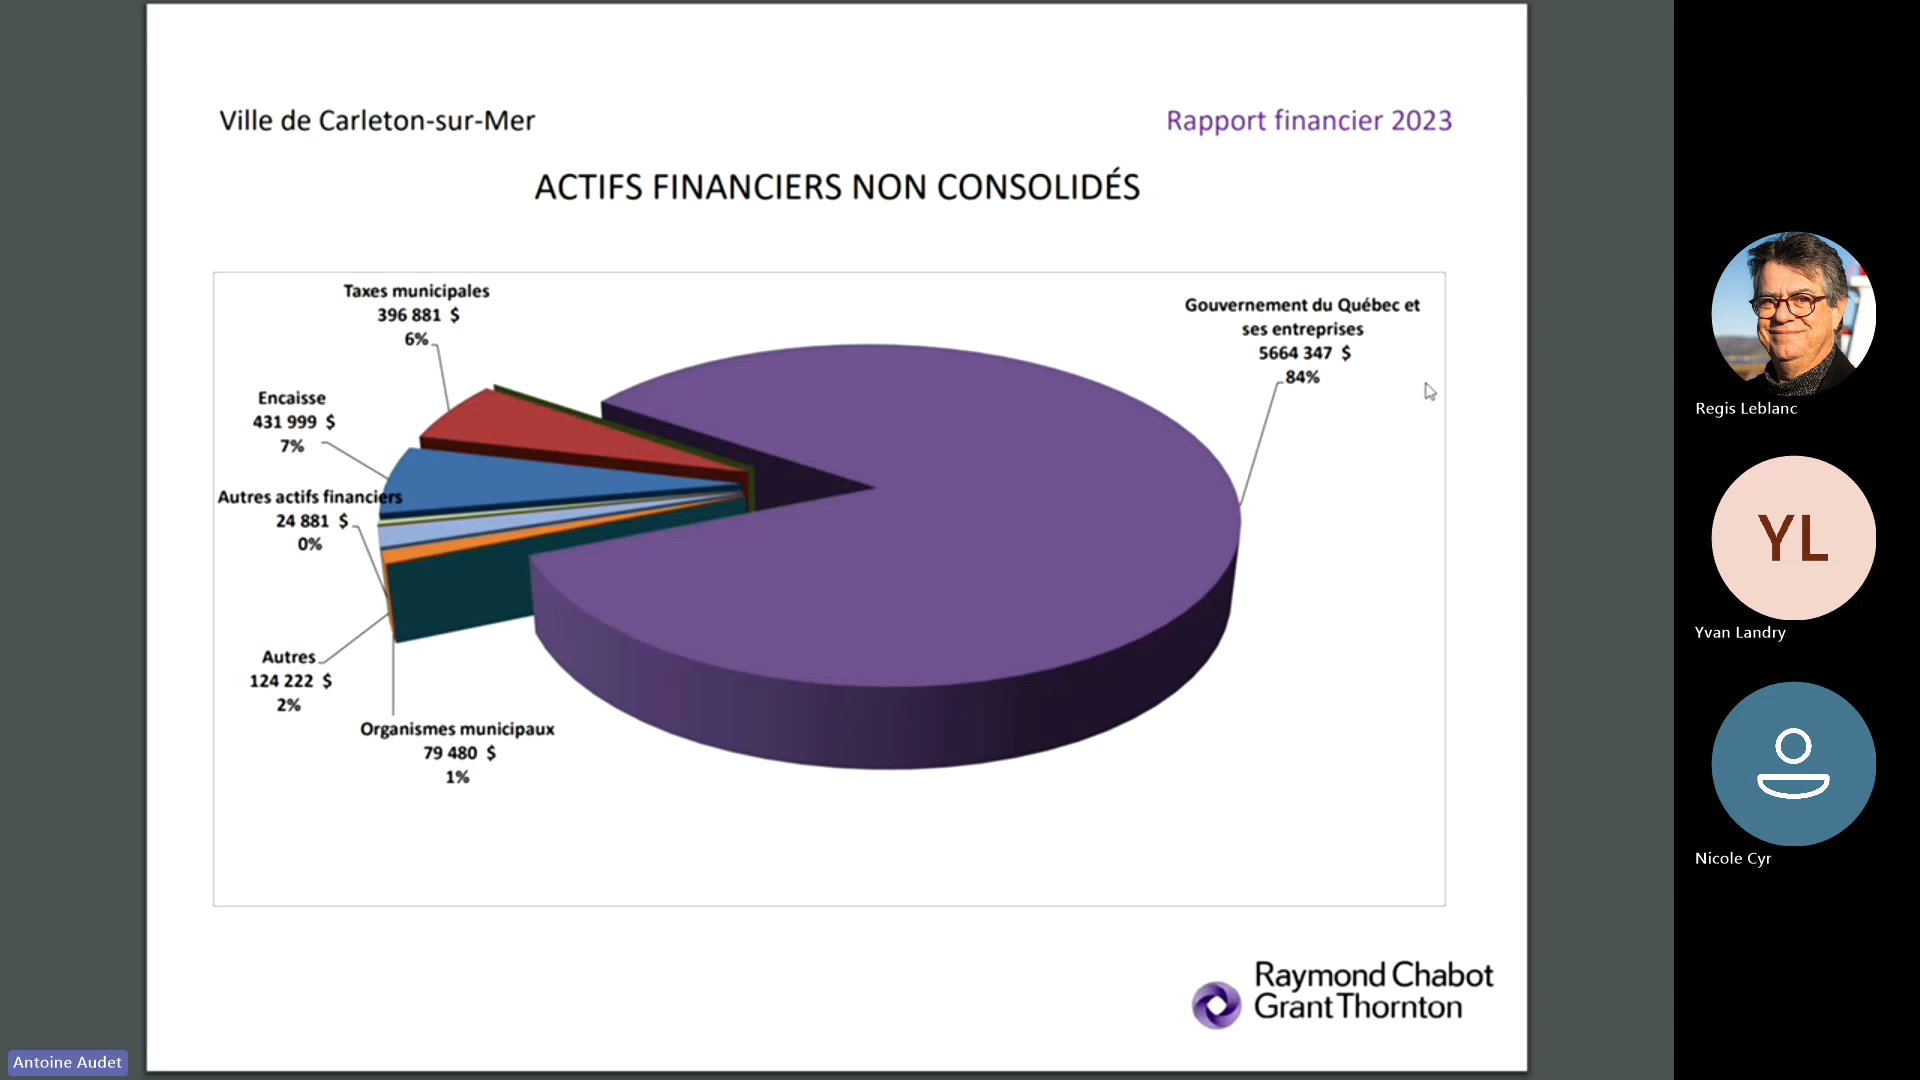 Ville de Carleton-sur-Mer
Rapport financier 2023
ACTIFS FINANCIERS NON CONSOLIDÉS
Taxes municipales
396 881 $
6%
Gouvernement du Québec et
ses entreprises
5664 347 $
84%
Encaisse
431 999 $
7%
Autres actifs financiers
24 881 $
0%
Autres
124 222 $
2%
Organismes municipaux
79 480 $
1%
Raymond Chabot
Grant Thornton
Regis Leblanc
YL
Yvan Landry
Nicole Cyr
Antoine Audet